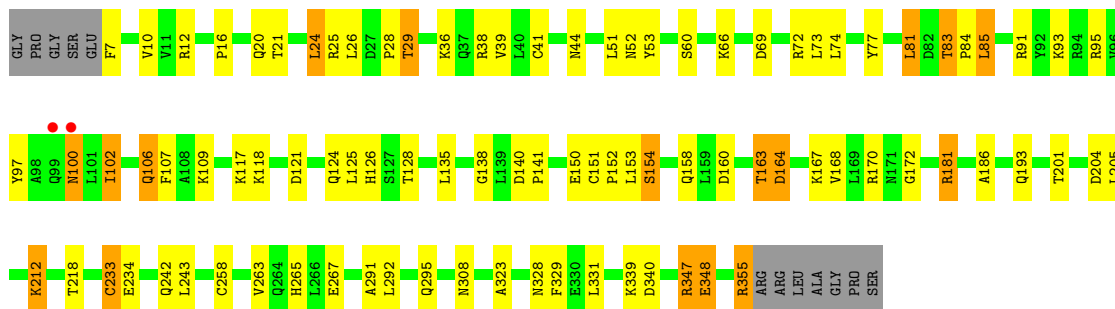 GLY PRO GLY SER GLU F7 V10 V11 R12 P16 Q20 T21 L24 R25 L26 D27 P28 T29 K36 Q37 R38 V39 L40 C41 N44 L51 N52 Y53 S60 K66 D69 R72 L73 L74 Y77 L81 D82 T83 P84 L85 R91 Y92 K93 R94 R95 V96
Y97 A98 Q99 N100 L101 I102 Q106 F107 A108 K109 K117 K118 D121 Q124 L125 H126 S127 T128 L135 G138 L139 D140 P141 E150 C151 P152 L153 S154 Q158 L159 D160 T163 D164 K167 V168 L169 R170 N171 G172 R181 A186 Q193 T201 D204 L205
K212 T218 C233 E234 Q242 L243 C258 V263 Q264 H265 L266 E267 A291 L292 Q295 N308 A323 N328 F329 E330 L331 K339 D340 R347 E348 R355 ARG ARG LEU ALA GLY PRO SER